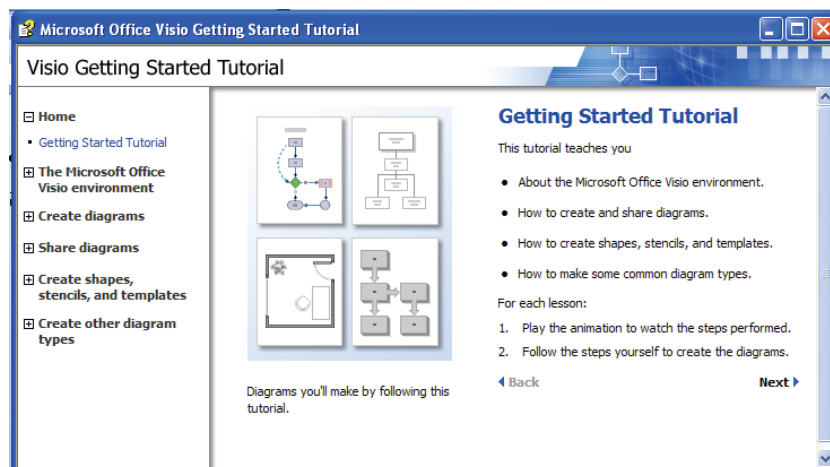 Microsoft Office Visio Getting Started Tutorial
Visio Getting Started Tutorial
Home
Getting Started Tutorial
The Microsoft Office
Visio environment
Create diagrams
Share diagrams
Create shapes,
stencils, and templates
Create other diagram
types
Diagrams you'll make by following this
tutorial.
Getting Started Tutorial
This tutorial teaches you
• About the Microsoft Office Visio environment.
• How to create and share diagrams.
• How to create shapes, stencils, and templates.
• How to make some common diagram types.
For each lesson:
1. Play the animation to watch the steps performed.
2. Follow the steps yourself to create the diagrams.
Back
Next